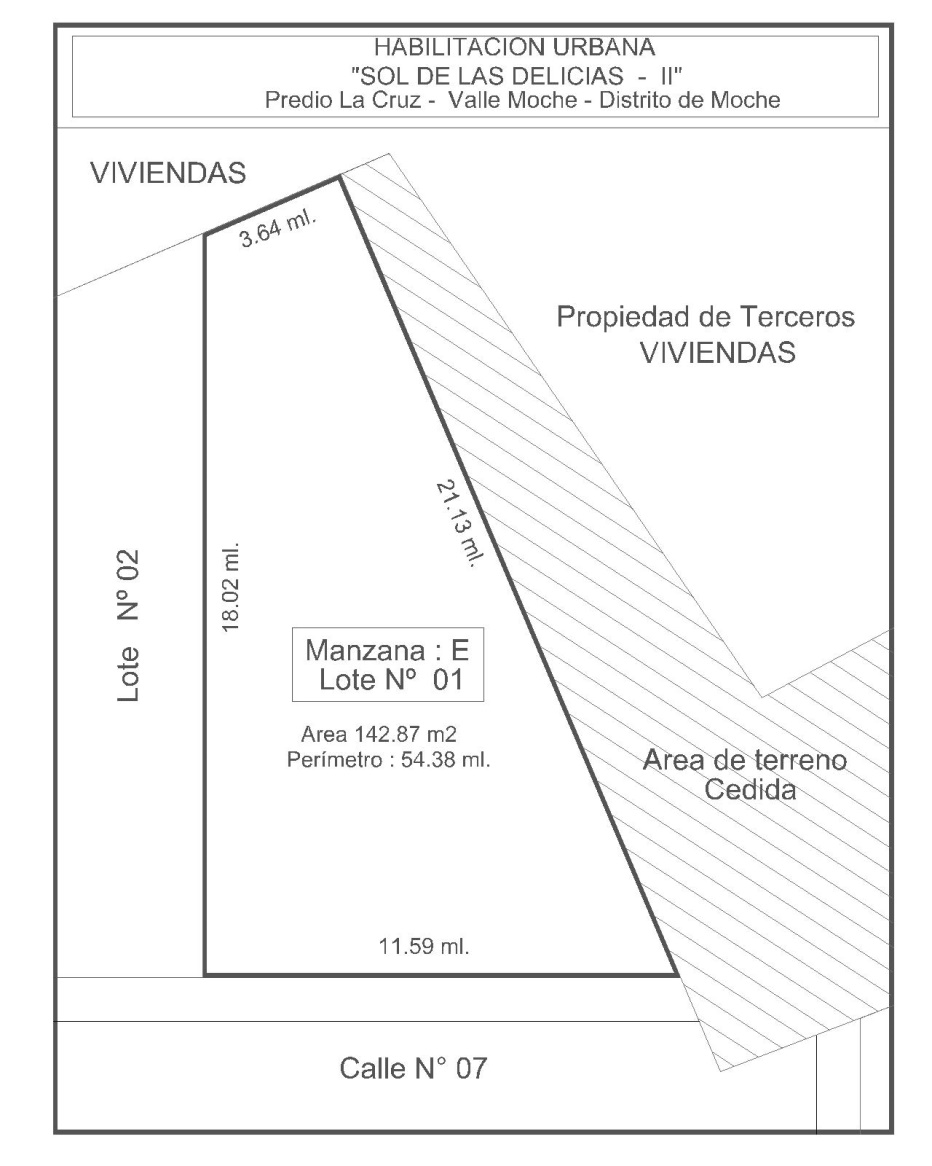 HABILITACION URBANA
"SOL DE LAS DELICIAS - II"
Predio La Cruz - Valle Moche - Distrito de Moche
VIVIENDAS
3.64 ml.
Propiedad de Terceros
VIVIENDAS
21.13 ml.
18.02 ml.
Lote Nº 02
Manzana : E
Lote Nº 01
Area 142.87 m2
Perímetro : 54.38 ml.
Area de terreno
Cedida
11.59 ml.
Calle N° 07